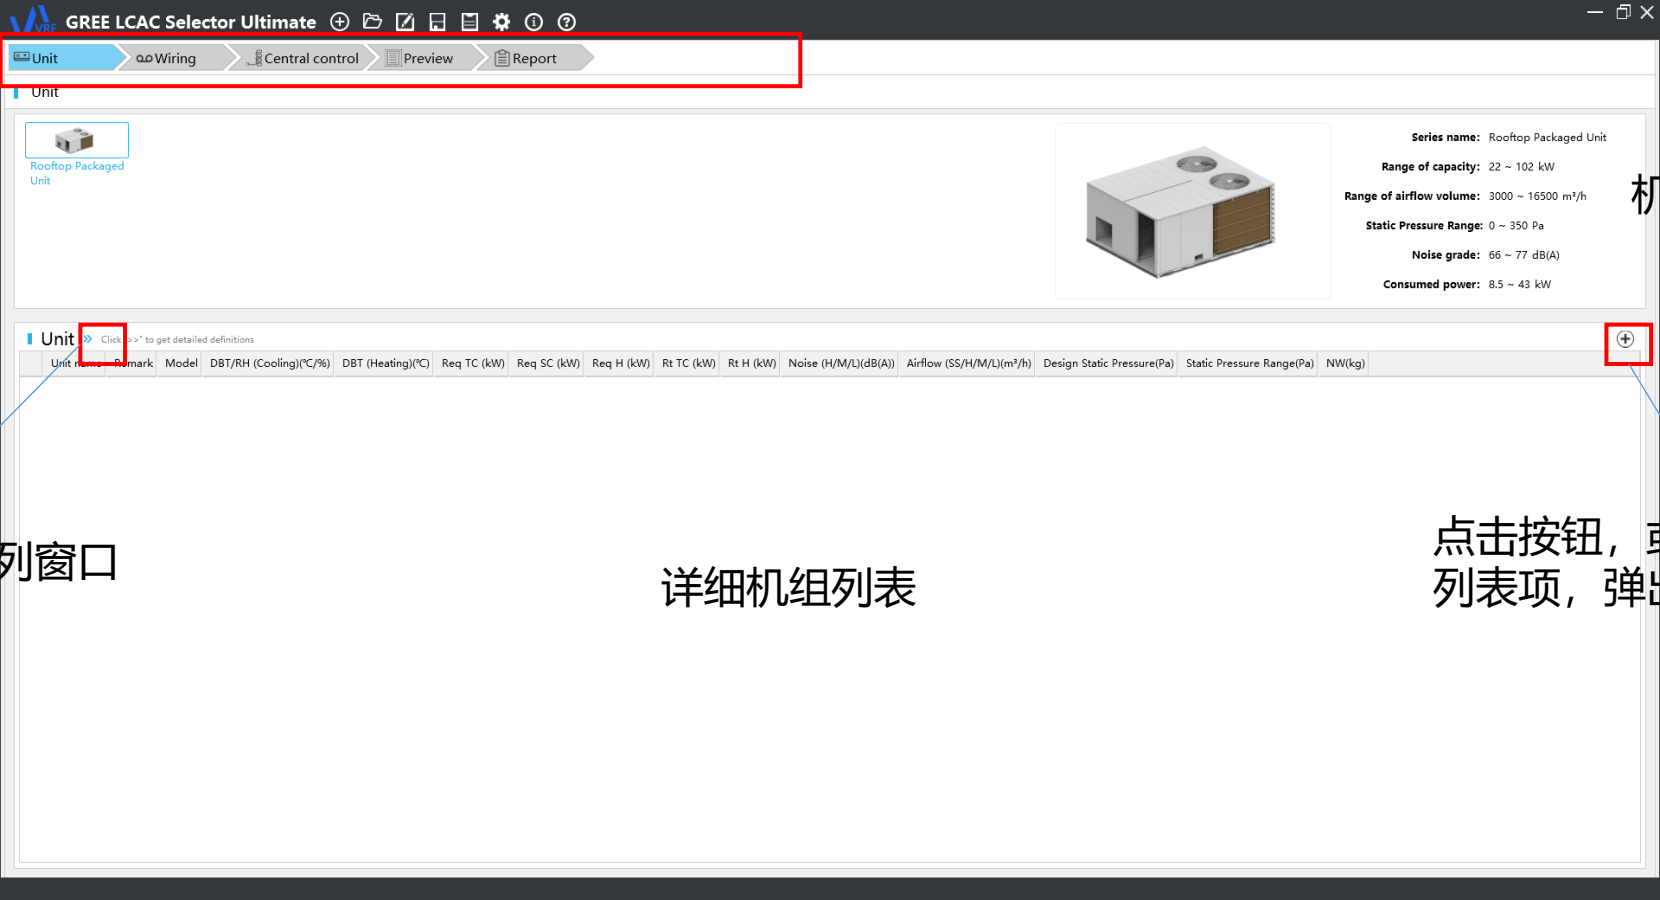 VRF GREE LCAC Selector Ultimate
Unit Wiring Central control Preview Report
Unit
Rooftop Packaged
Unit
Series name: Rooftop Packaged Unit
Range of capacity: 22 ~ 102 kW
Range of airflow volume: 3000 ~ 16500 m³/h
Static Pressure Range: 0 ~ 350 Pa
Noise grade: 66 ~ 77 dB(A)
Consumed power: 8.5 ~ 43 kW
Unit » Click >>" to get detailed definitions
Unit name Remark Model DBT/RH (Cooling)(℃/%) DBT (Heating)(℃) Req TC (kW) Req SC (kW) Req H (kW) Rt TC (kW) Rt H (kW) Noise (H/M/L)(dB(A)) Airflow (SS/H/M/L)(m³/h) Design Static Pressure(Pa) Static Pressure Range(Pa) NW(kg)
列窗口
详细机组列表
点击按钮，
列表项，弹